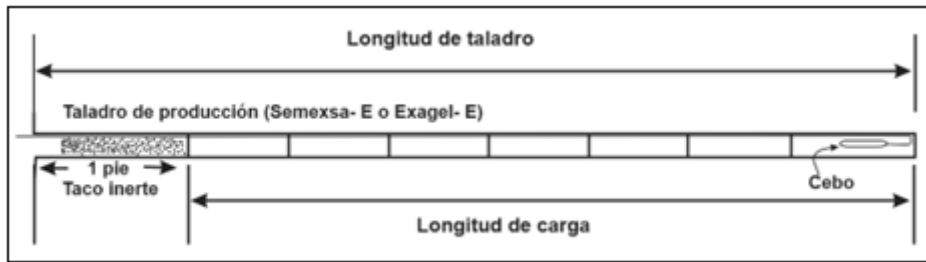 Longitud de taladro
Taladro de producción (Semexsa- E o Exagel- E)
1 pie
Taco inerte
Cebo
Longitud de carga